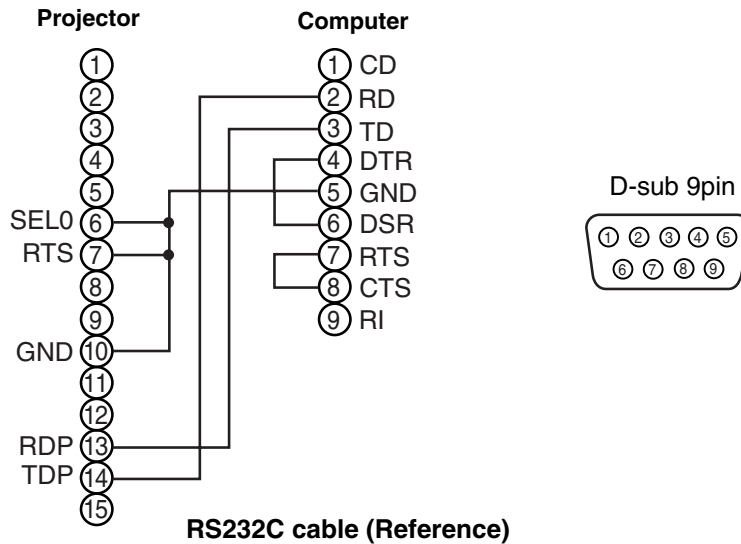 Projector
Computer
1
2
3
4
5
SEL0 6
RTS 7
8
9
GND 10
11
12
RDP 13
TDP 14
15
1 CD
2 RD
3 TD
4 DTR
5 GND
6 DSR
7 RTS
8 CTS
9 RI
D-sub 9pin
1 2 3 4 5
6 7 8 9
RS232C cable (Reference)